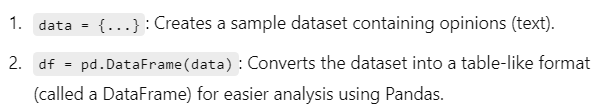 1. data = {...} : Creates a sample dataset containing opinions (text).
2. df = pd.DataFrame(data) : Converts the dataset into a table-like format
(called a DataFrame) for easier analysis using Pandas.